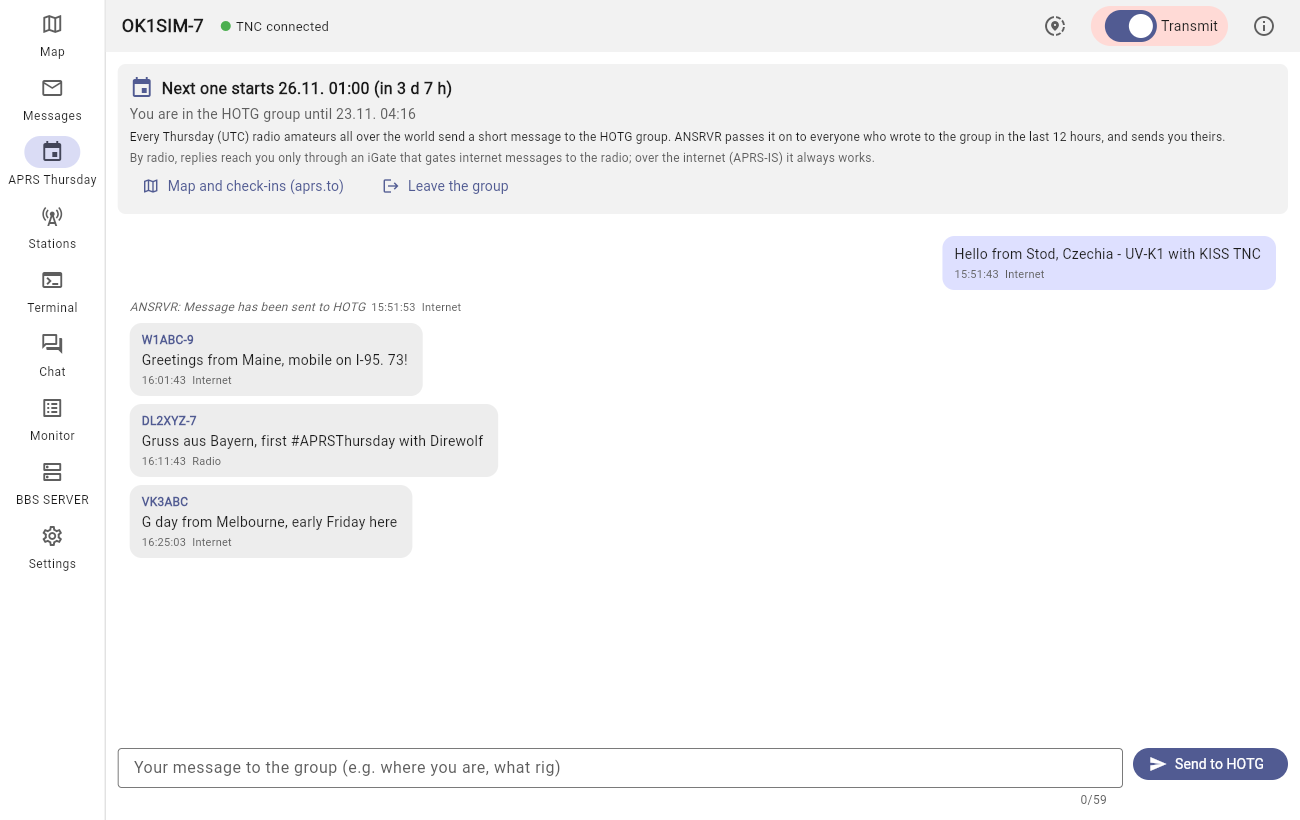 OK1SIM-7
TNC connected
Transmit
Map
Messages
APRS Thursday
Stations
Terminal
Chat
Monitor
BBS SERVER
Settings
Next one starts 26.11. 01:00 (in 3 d 7 h)
You are in the HOTG group until 23.11. 04:16
Every Thursday (UTC) radio amateurs all over the world send a short message to the HOTG group. ANSRVR passes it on to everyone who wrote to the group in the last 12 hours, and sends you theirs.
By radio, replies reach you only through an iGate that gates internet messages to the radio; over the internet (APRS-IS) it always works.
Map and check-ins (aprs.to)
Leave the group
Hello from Stod, Czechia - UV-K1 with KISS TNC
15:51:43 Internet
ANSRVR: Message has been sent to HOTG 15:51:53 Internet
W1ABC-9
Greetings from Maine, mobile on I-95. 73!
16:01:43 Internet
DL2XYZ-7
Gruss aus Bayern, first #APRSThursday with Direwolf
16:11:43 Radio
VK3ABC
G day from Melbourne, early Friday here
16:25:03 Internet
Your message to the group (e.g. where you are, what rig)
Send to HOTG
0/59